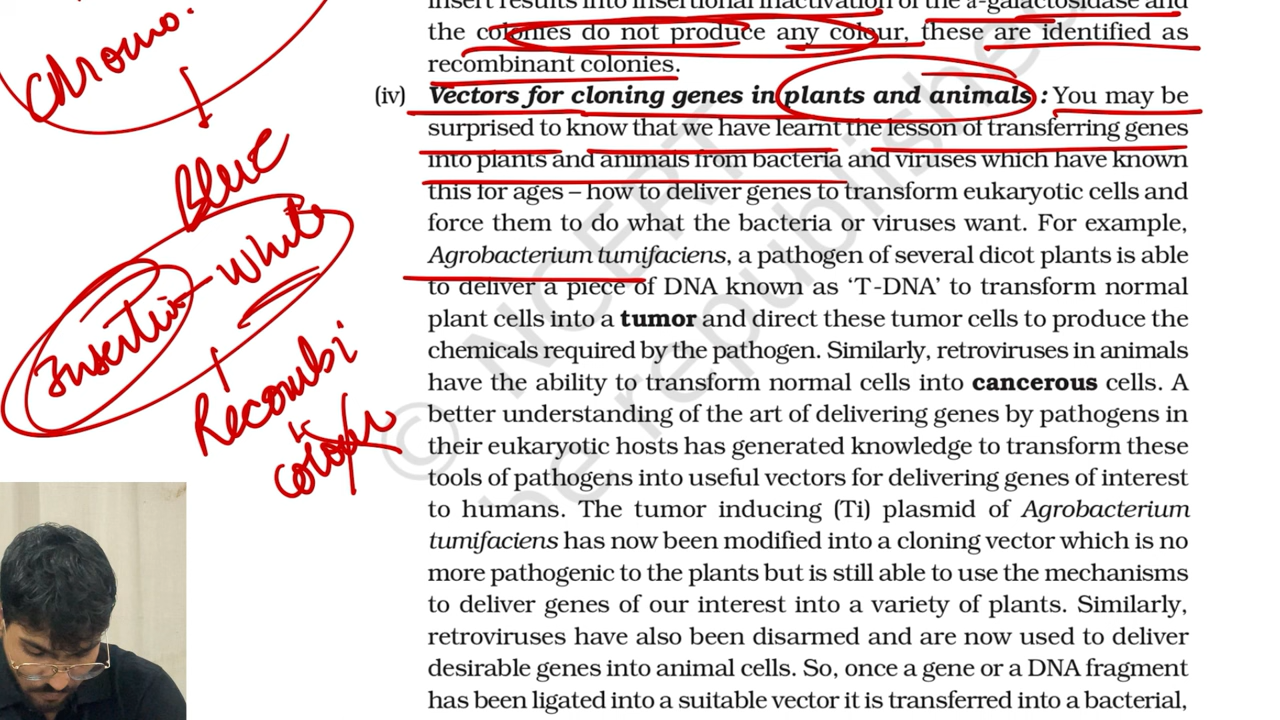 insert results into insertional inactivation of the a-galactosidase and
the colonies do not produce any colour, these are identified as
recombinant colonies.
(iv) Vectors for cloning genes in plants and animals : You may be
surprised to know that we have learnt the lesson of transferring genes
into plants and animals from bacteria and viruses which have known
this for ages – how to deliver genes to transform eukaryotic cells and
force them to do what the bacteria or viruses want. For example,
Agrobacterium tumifaciens, a pathogen of several dicot plants is able
to deliver a piece of DNA known as ‘T-DNA’ to transform normal
plant cells into a tumor and direct these tumor cells to produce the
chemicals required by the pathogen. Similarly, retroviruses in animals
have the ability to transform normal cells into cancerous cells. A
better understanding of the art of delivering genes by pathogens in
their eukaryotic hosts has generated knowledge to transform these
tools of pathogens into useful vectors for delivering genes of interest
to humans. The tumor inducing (Ti) plasmid of Agrobacterium
tumifaciens has now been modified into a cloning vector which is no
more pathogenic to the plants but is still able to use the mechanisms
to deliver genes of our interest into a variety of plants. Similarly,
retroviruses have also been disarmed and are now used to deliver
desirable genes into animal cells. So, once a gene or a DNA fragment
has been ligated into a suitable vector it is transferred into a bacterial,
Chromo.
Blue
Insertion - White
Recombi
© NCERT
be republished